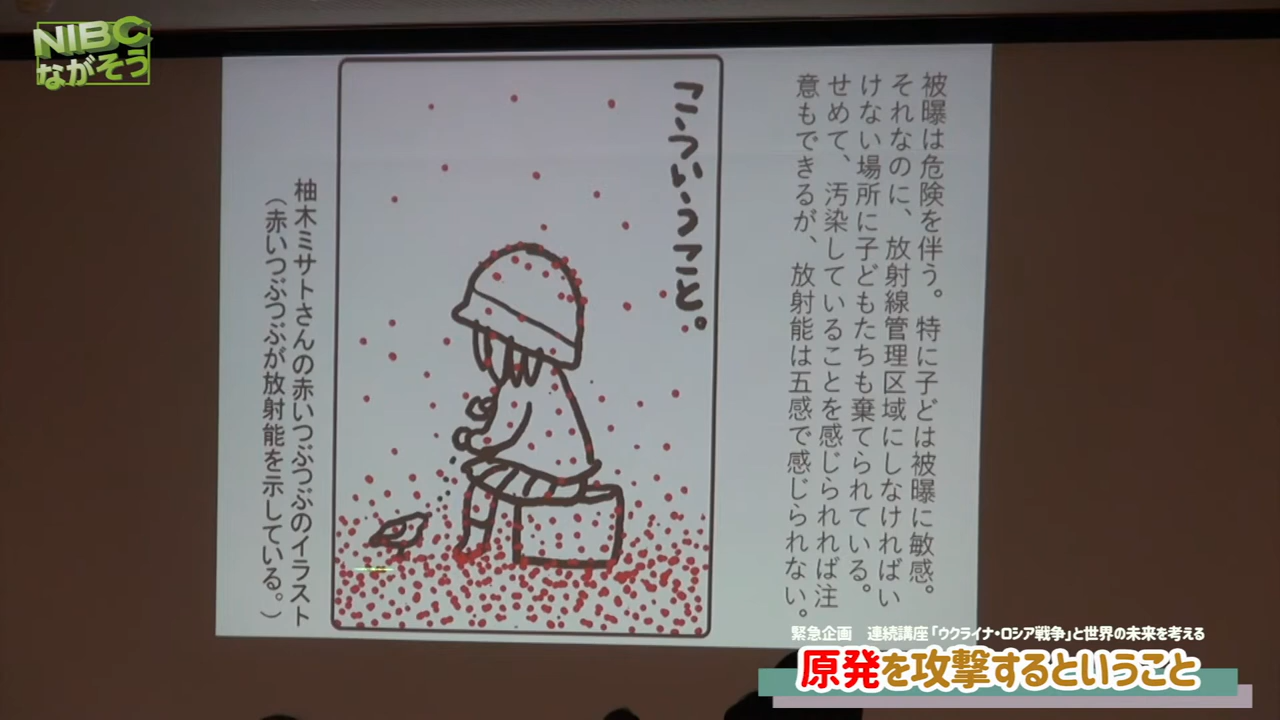 NIBC
ながそう
被曝は危険を伴う。特に子どは被曝に敏感。
それなのに、放射線管理区域にしなければい
けない場所に子どもたちも棄てられている。
せめて、汚染していることを感じられれば注
意もできるが、放射能は五感で感じられない。
こういうこと。
柚木ミサトさんの赤いつぶつぶのイラスト
（赤いつぶつぶが放射能を示している。）
緊急企画　連続講座「ウクライナ・ロシア戦争」と世界の未来を考える
原発を攻撃するということ